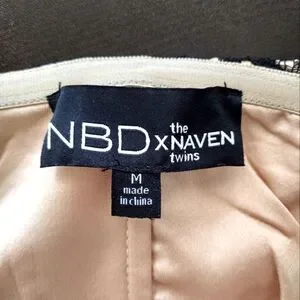 NBD x the NAVEN twins
M
made
in china